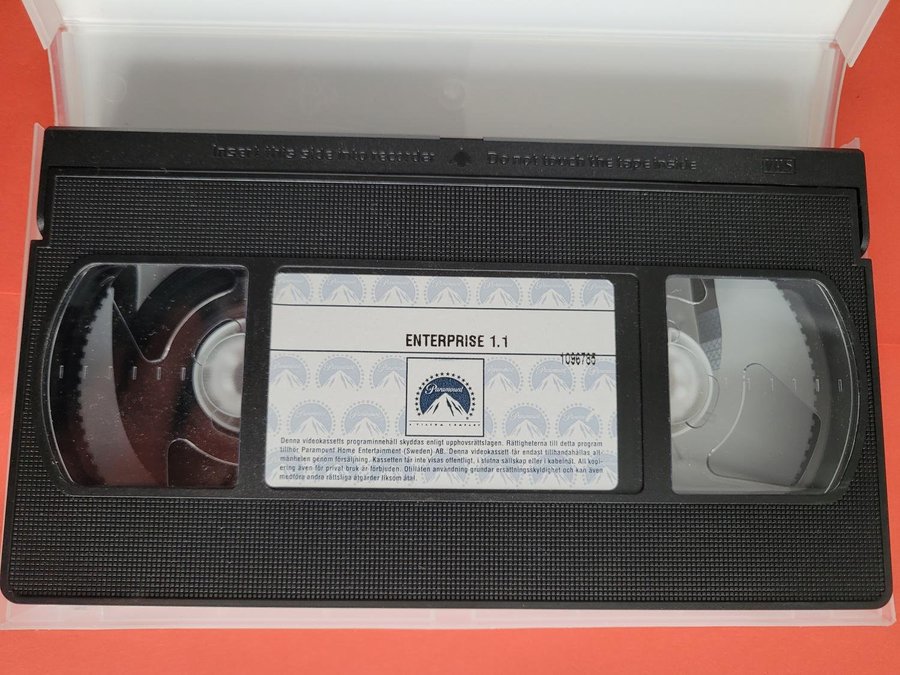 Insert this side into recorder Do not touch the tape inside VHS
ENTERPRISE 1.1
1096786
Paramount
A VIACOM COMPANY
Denna videokassetts programinnehåll skyddas enligt upphovsrättslagen. Rättigheterna till detta program
tillhör Paramount Home Entertainment (Sweden) AB. Denna videokassett får endast tillhandahållas all-
mänheten genom försäljning. Kassetten får inte visas offentligt, i slutna sällskap eller i kabelnät. All kopi-
ering även för privat bruk är förbjuden. Otillåten användning grundar ersättningsskyldighet och kan även
medföra andra rättsliga åtgärder liksom åtal.